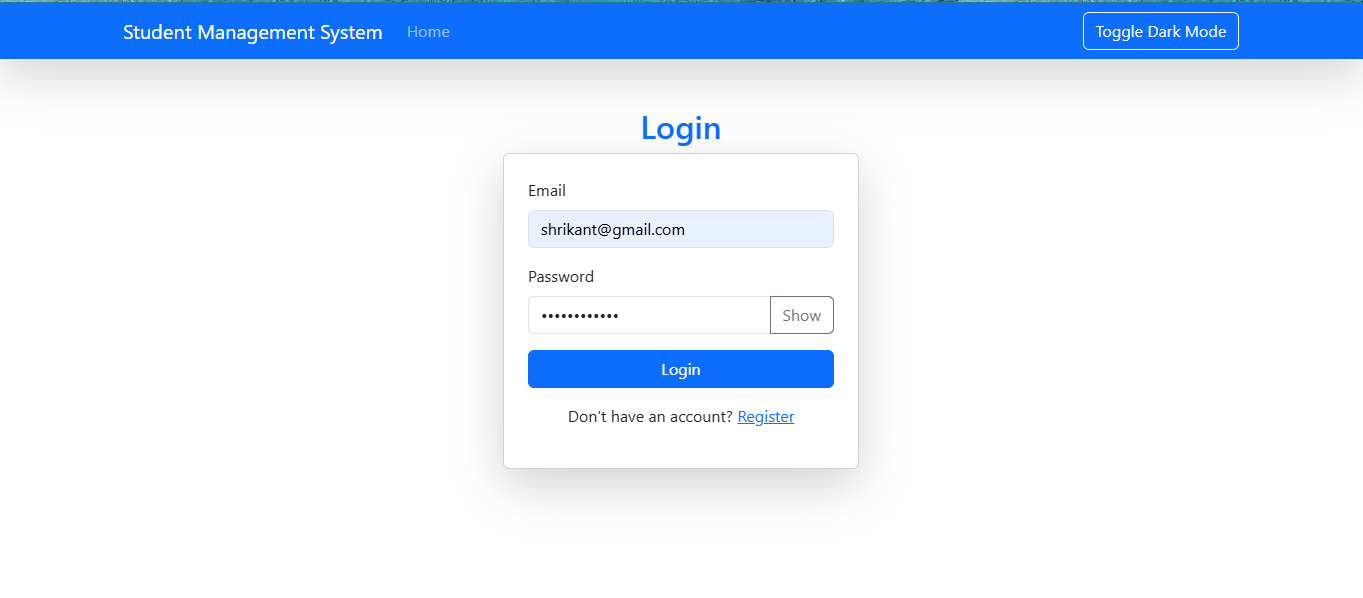 Student Management System Home Toggle Dark Mode
Login
Email
shrikant@gmail.com
Password
•••••••••••• Show
Login
Don't have an account? Register